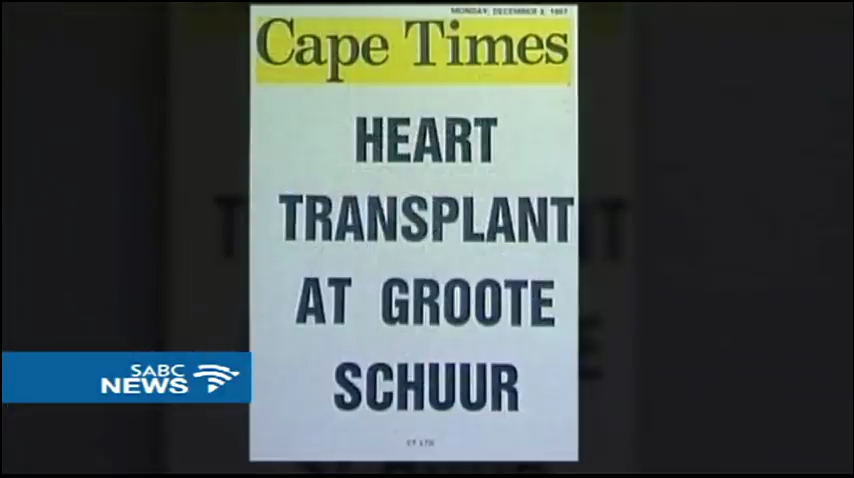 MONDAY, DECEMBER 4, 1967
Cape Times
HEART
TRANSPLANT
AT GROOTE
SCHUUR
CT LTD
SABC
NEWS